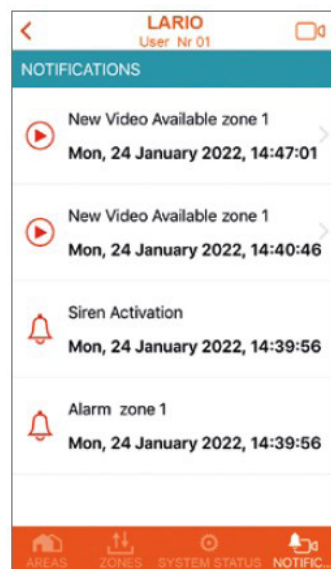 LARIO
User Nr 01
NOTIFICATIONS
New Video Available zone 1
Mon, 24 January 2022, 14:47:01
New Video Available zone 1
Mon, 24 January 2022, 14:40:46
Siren Activation
Mon, 24 January 2022, 14:39:56
Alarm zone 1
Mon, 24 January 2022, 14:39:56
AREAS ZONES SYSTEM STATUS NOTIFIC...